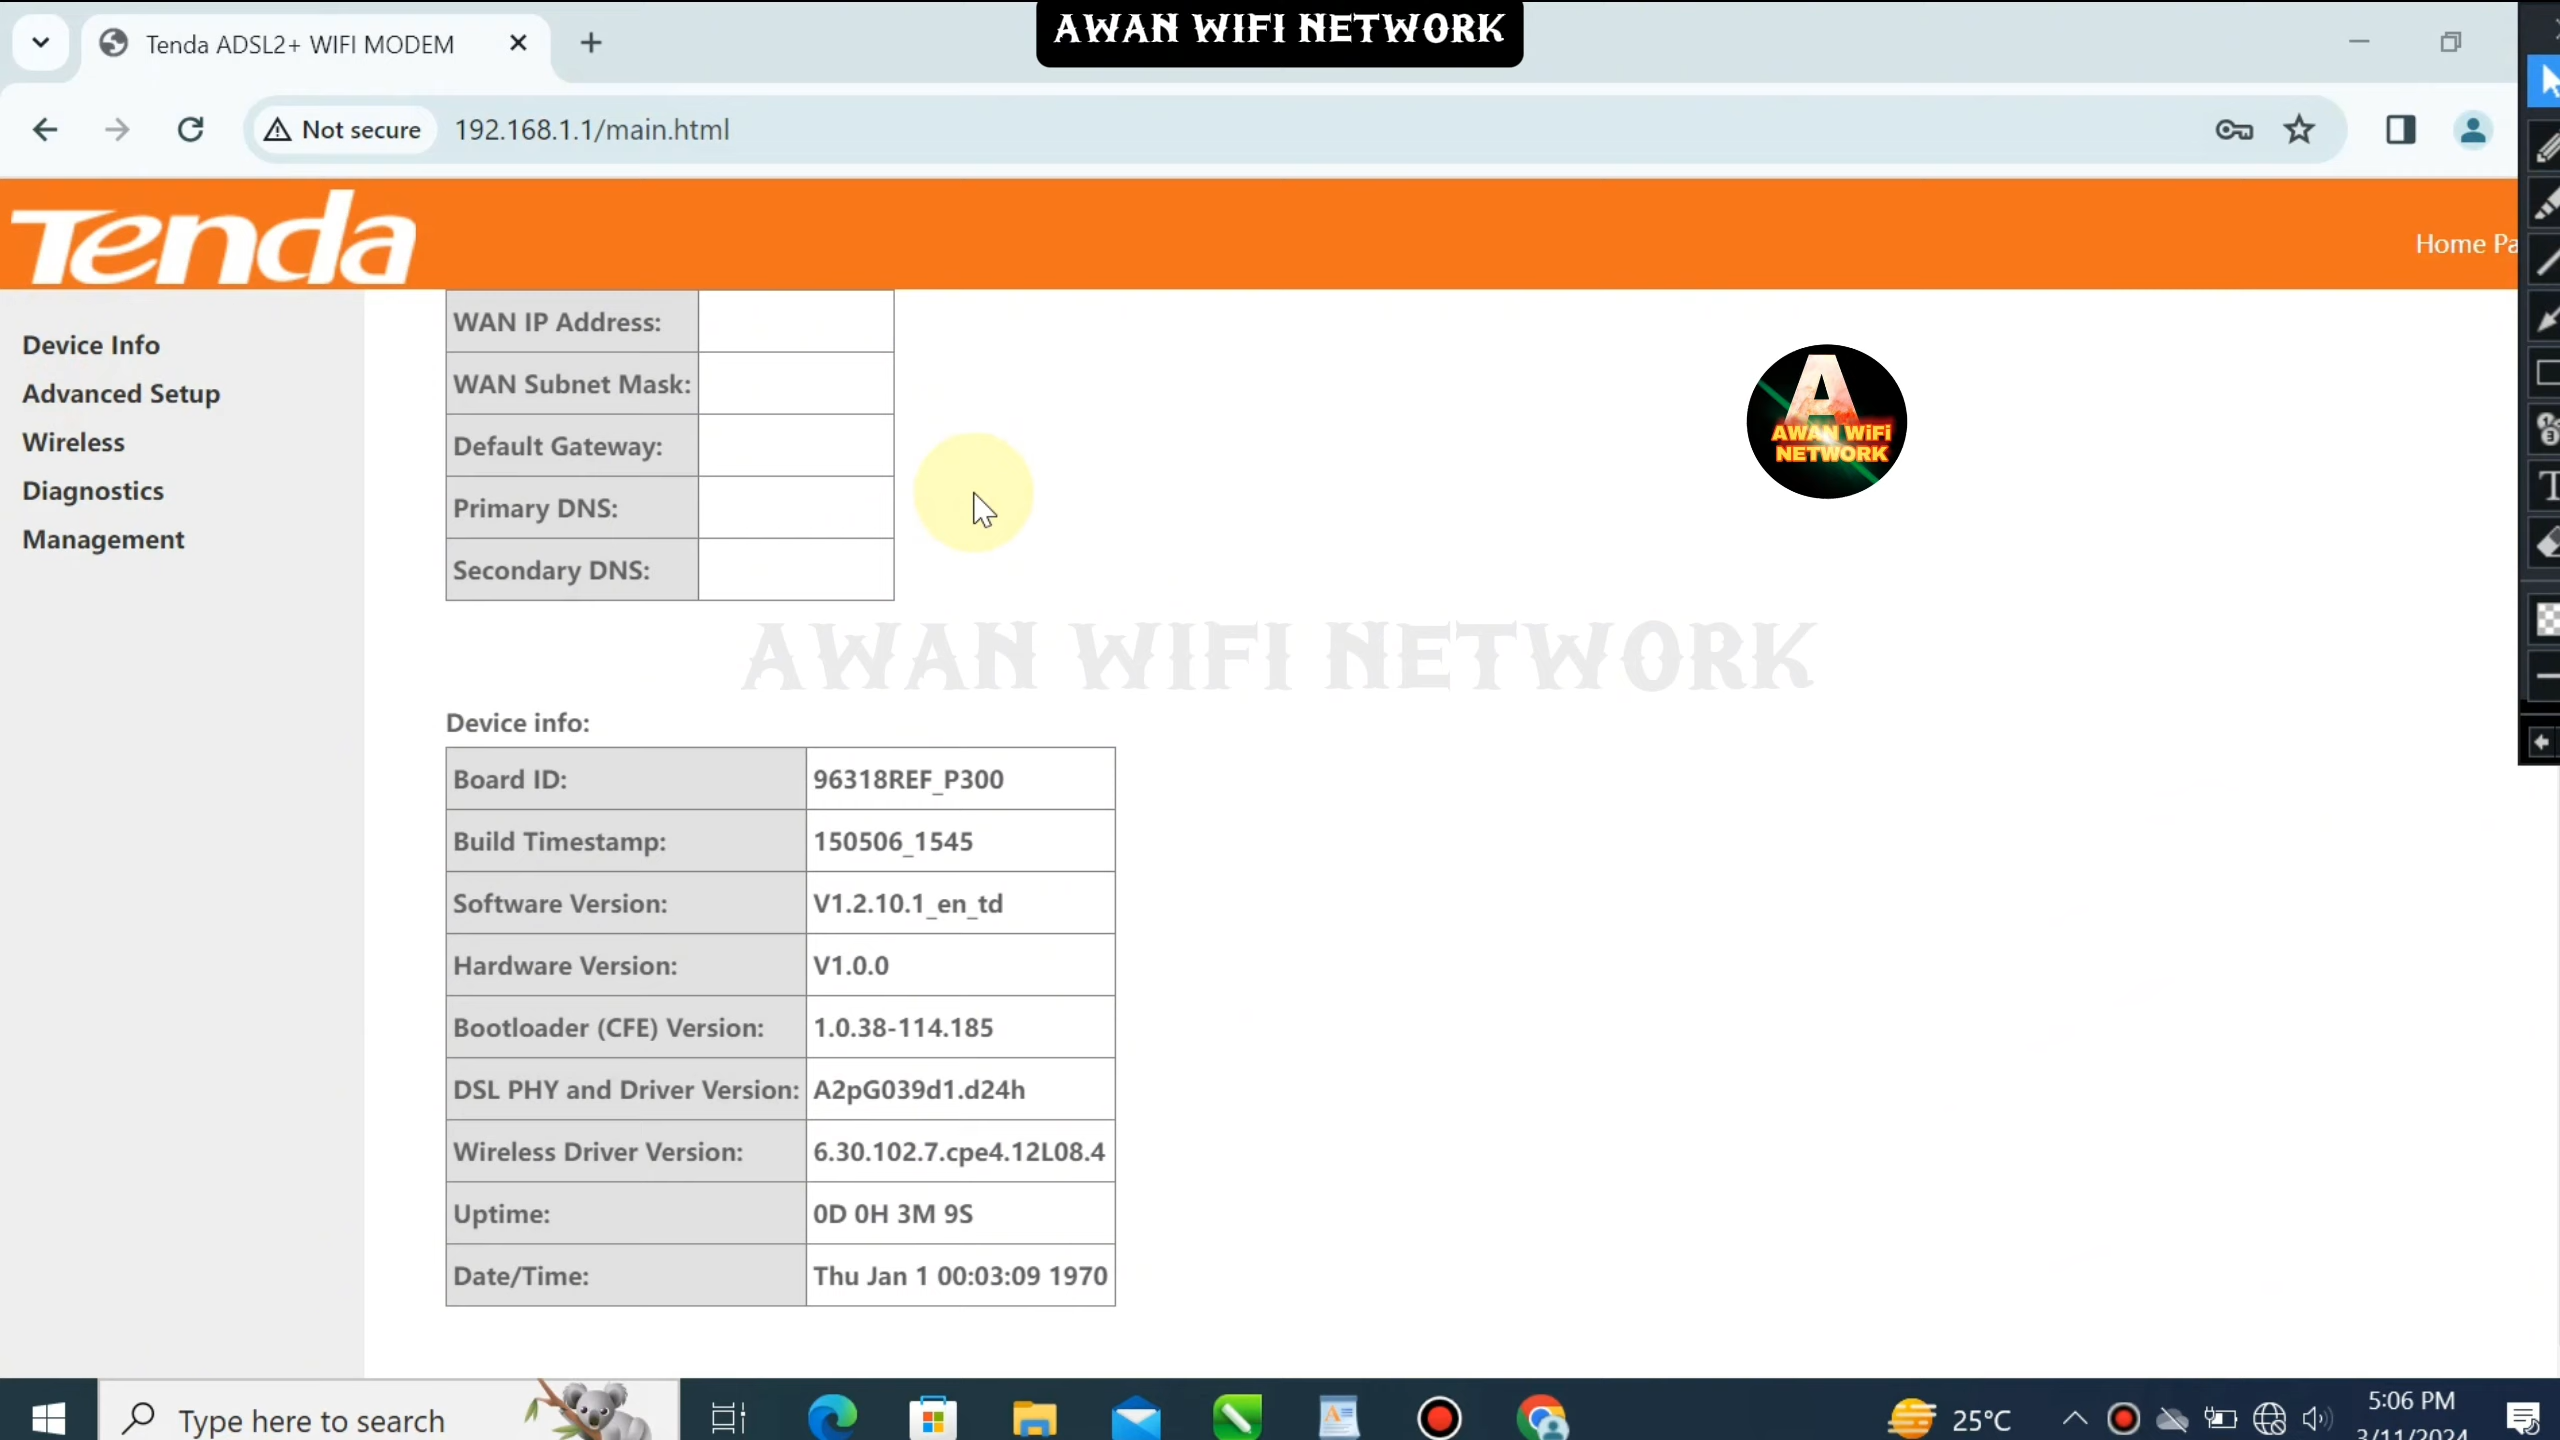 AWAN WIFI NETWORK
Tenda ADSL2+ WIFI MODEM
Not secure
192.168.1.1/main.html
Tenda
Home Pa
Device Info
Advanced Setup
Wireless
Diagnostics
Management
WAN IP Address:
WAN Subnet Mask:
Default Gateway:
Primary DNS:
Secondary DNS:
A
AWAN WiFi
NETWORK
AWAN WIFI NETWORK
Device info:
Board ID: 96318REF_P300
Build Timestamp: 150506_1545
Software Version: V1.2.10.1_en_td
Hardware Version: V1.0.0
Bootloader (CFE) Version: 1.0.38-114.185
DSL PHY and Driver Version: A2pG039d1.d24h
Wireless Driver Version: 6.30.102.7.cpe4.12L08.4
Uptime: 0D 0H 3M 9S
Date/Time: Thu Jan 1 00:03:09 1970
Type here to search
25°C
5:06 PM
3/11/2024